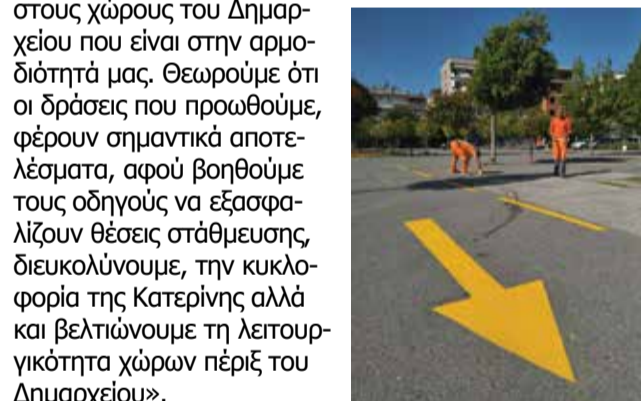 στους χώρους του Δημαρ-
χείου που είναι στην αρμο-
διότητά μας. Θεωρούμε ότι
οι δράσεις που προωθούμε,
φέρουν σημαντικά αποτε-
λέσματα, αφού βοηθούμε
τους οδηγούς να εξασφα-
λίζουν θέσεις στάθμευσης,
διευκολύνουμε, την κυκλο-
φορία της Κατερίνης αλλά
και βελτιώνουμε τη λειτουρ-
γικότητα χώρων πέριξ του
Δημαρχείου».